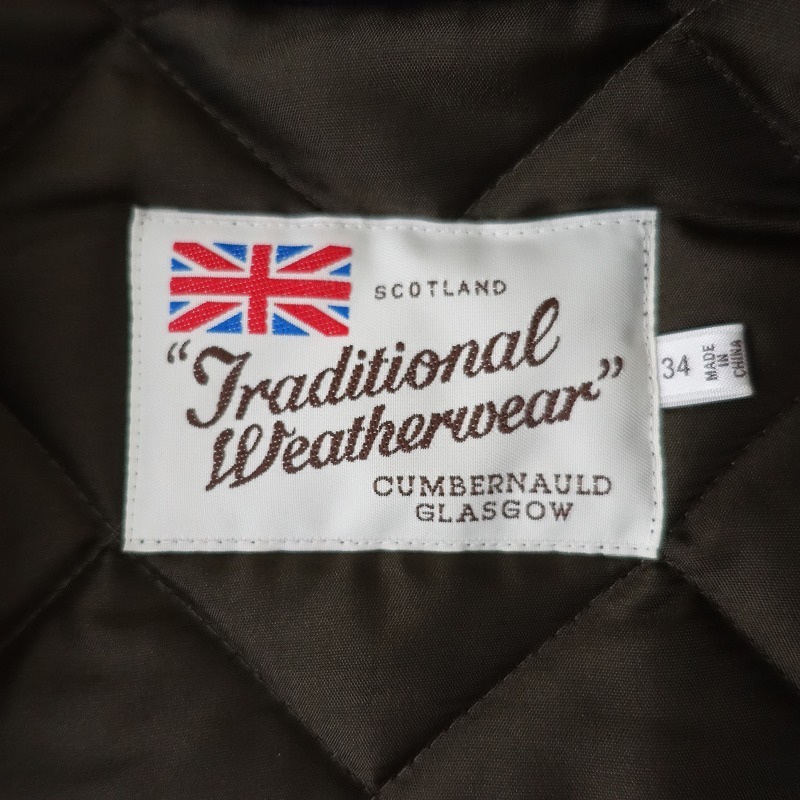 SCOTLAND
"Traditional
Weatherwear"
CUMBERNAULD
GLASGOW
34
MADE
IN
CHINA